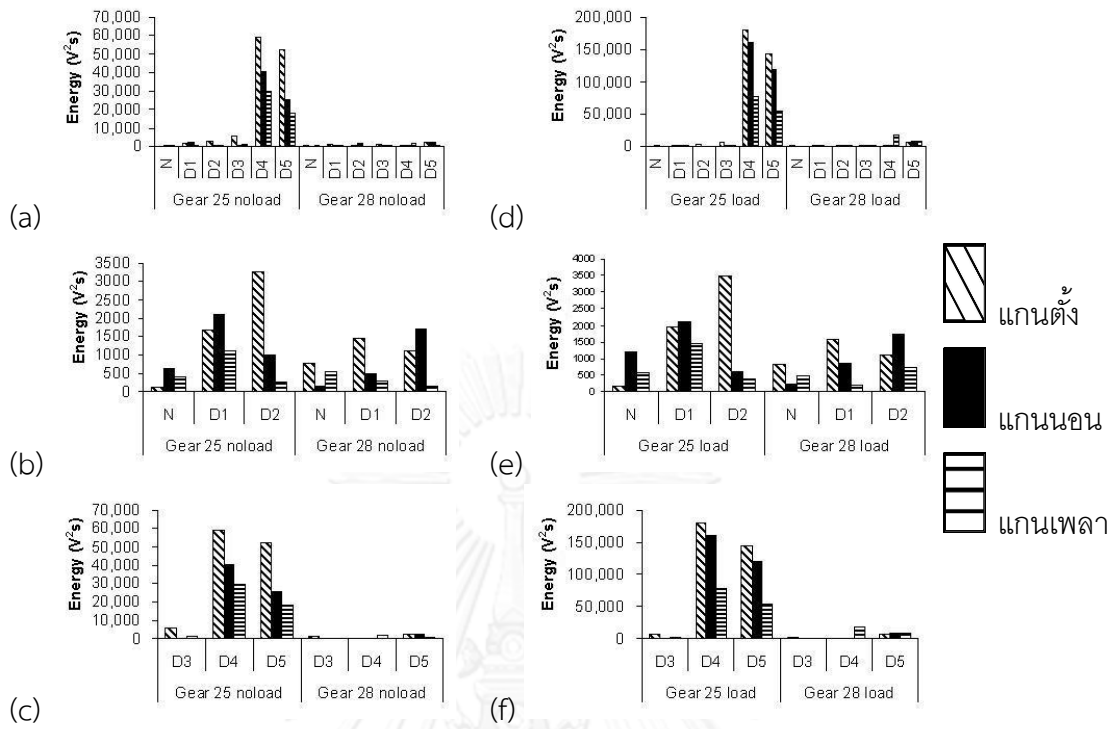 Energy (V²s)
70,000
60,000
50,000
40,000
30,000
20,000
10,000
0
N D1 D2 D3 D4 D5 N D1 D2 D3 D4 D5
Gear 25 noload Gear 28 noload
(a)
Energy (V²s)
200,000
150,000
100,000
50,000
0
N D1 D2 D3 D4 D5 N D1 D2 D3 D4 D5
Gear 25 load Gear 28 load
(d)
Energy (V²s)
3500
3000
2500
2000
1500
1000
500
0
N D1 D2 N D1 D2
Gear 25 noload Gear 28 noload
(b)
Energy (V²s)
4000
3500
3000
2500
2000
1500
1000
500
0
N D1 D2 N D1 D2
Gear 25 load Gear 28 load
(e)
แกนตั้ง
แกนนอน
แกนเพลา
Energy (V²s)
70,000
60,000
50,000
40,000
30,000
20,000
10,000
0
D3 D4 D5 D3 D4 D5
Gear 25 noload Gear 28 noload
(c)
Energy (V²s)
200,000
150,000
100,000
50,000
0
D3 D4 D5 D3 D4 D5
Gear 25 load Gear 28 load
(f)